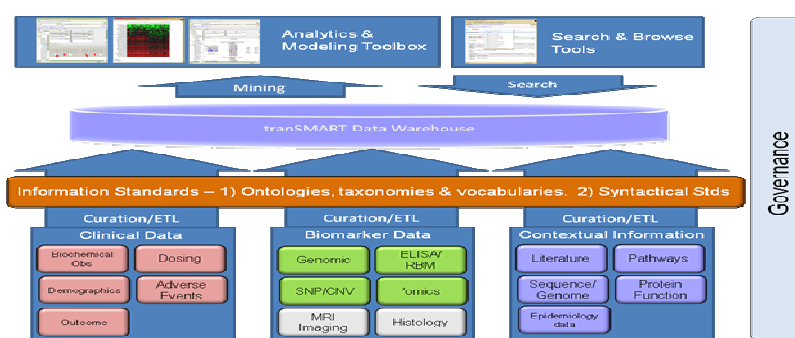 Analytics &
Modeling Toolbox
Search & Browse
Tools
Mining
Search
tranSMART Data Warehouse
Information Standards – 1) Ontologies, taxonomies & vocabularies. 2) Syntactical Stds
Curation/ETL
Curation/ETL
Curation/ETL
Clinical Data
Biochemical
Obs
Dosing
Demographics
Adverse
Events
Outcome
Biomarker Data
Genomic
ELISA/
RBM
SNP/CNV
'omics
MRI
Imaging
Histology
Contextual Information
Literature
Pathways
Sequence/
Genome
Protein
Function
Epidemiology
data
Governance